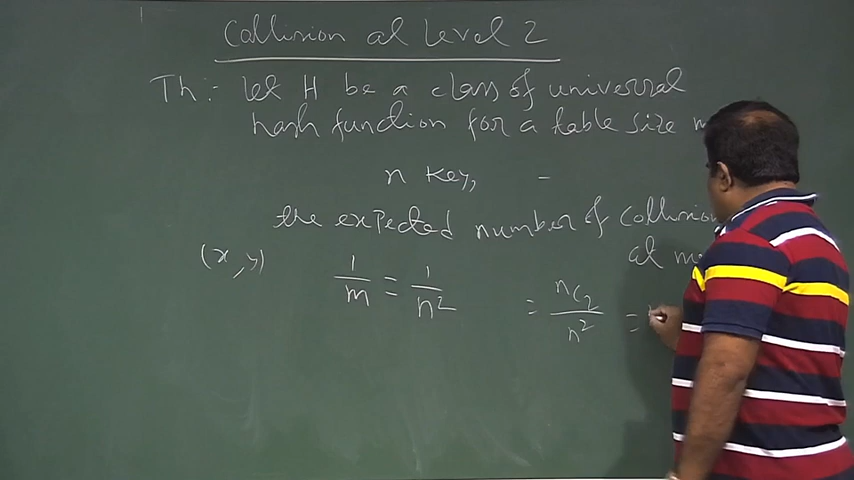 Collision at Level 2
Th:- Let H be a class of universal
hash function for a table size m
n Key, -
the expected number of collision
at m
(x, y) 1/m = 1/n² = nC₂/n² =